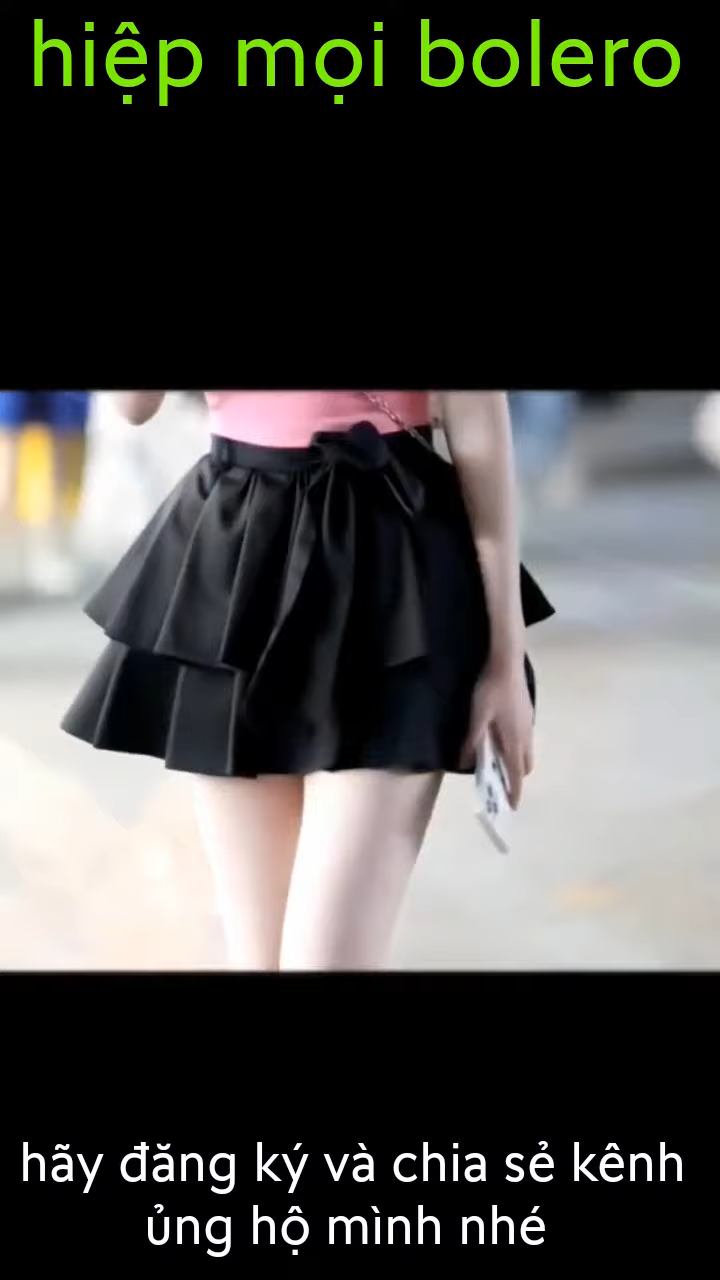 hiệp mọi bolero
hãy đăng ký và chia sẻ kênh
ủng hộ mình nhé